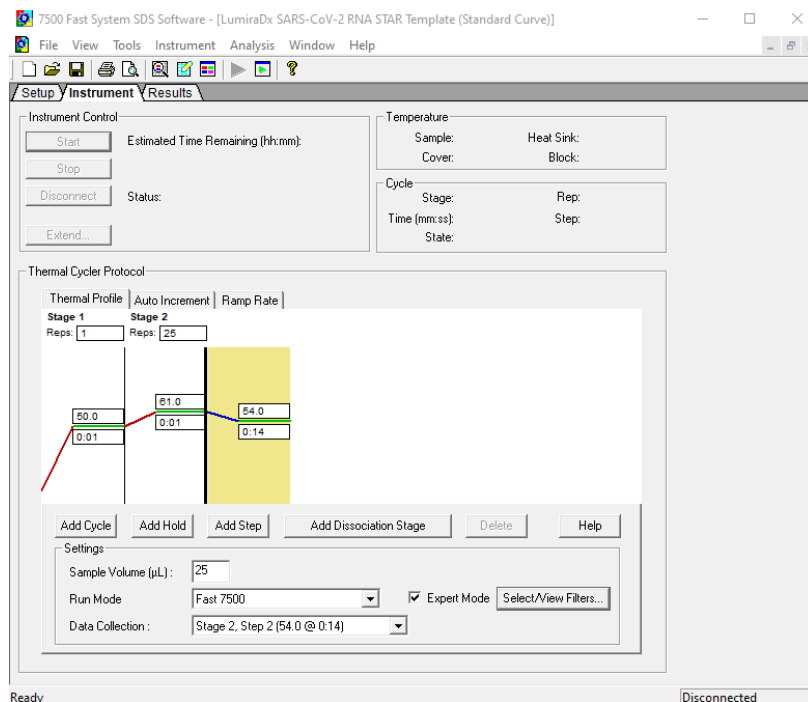 7500 Fast System SDS Software - [LumiraDx SARS-CoV-2 RNA STAR Template (Standard Curve)]
File View Tools Instrument Analysis Window Help
Setup Instrument Results
Instrument Control
Start Estimated Time Remaining (hh:mm):
Stop
Disconnect Status:
Extend...
Temperature
Sample: Heat Sink:
Cover: Block:
Cycle
Stage: Rep:
Time (mm:ss): Step:
State:
Thermal Cycler Protocol
Thermal Profile Auto Increment Ramp Rate
Stage 1 Stage 2
Reps: 1 Reps: 25
50.0 61.0 54.0
0:01 0:01 0:14
Add Cycle Add Hold Add Step Add Dissociation Stage Delete Help
Settings
Sample Volume (µL) : 25
Run Mode Fast 7500 Expert Mode Select/View Filters...
Data Collection : Stage 2, Step 2 (54.0 @ 0:14)
Ready Disconnected